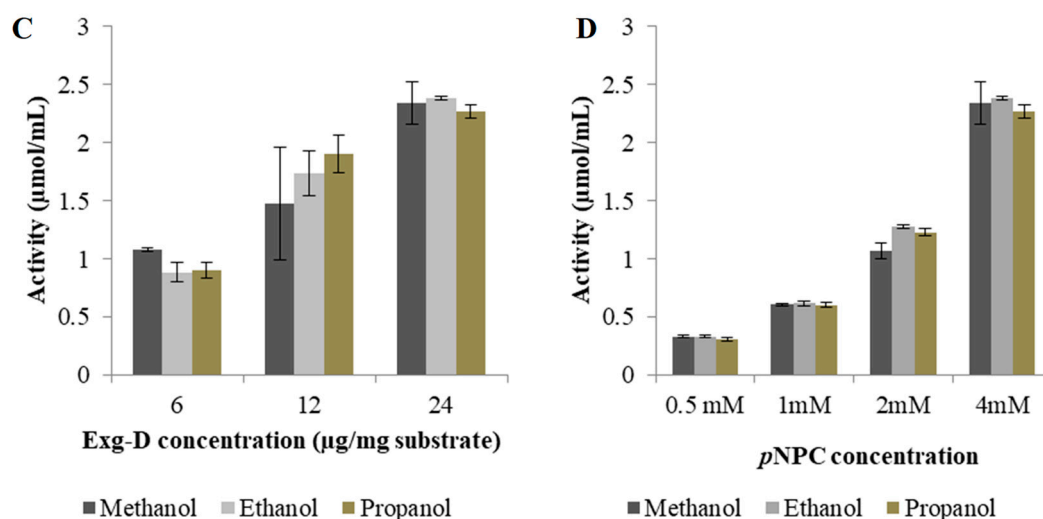 C
3
2.5
2
1.5
1
0.5
0
Activity (µmol/mL)
6 12 24
Exg-D concentration (µg/mg substrate)
Methanol Ethanol Propanol
D
3
2.5
2
1.5
1
0.5
0
Activity (µmol/mL)
0.5 mM 1mM 2mM 4mM
pNPC concentration
Methanol Ethanol Propanol